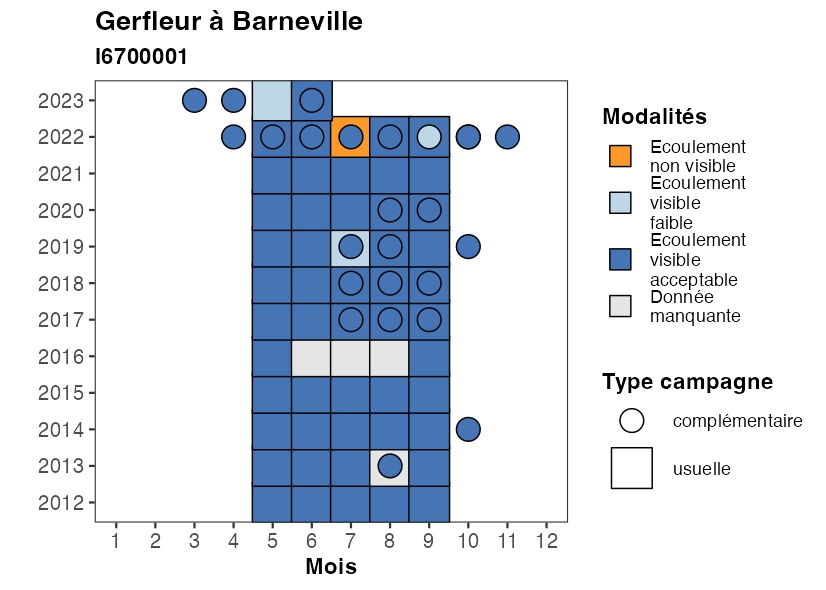 Gerfleur à Barneville
I6700001
2023
2022
2021
2020
2019
2018
2017
2016
2015
2014
2013
2012
1 2 3 4 5 6 7 8 9 10 11 12
Mois
Modalités
Ecoulement
non visible
Ecoulement
visible
faible
Ecoulement
visible
acceptable
Donnée
manquante
Type campagne
complémentaire
usuelle